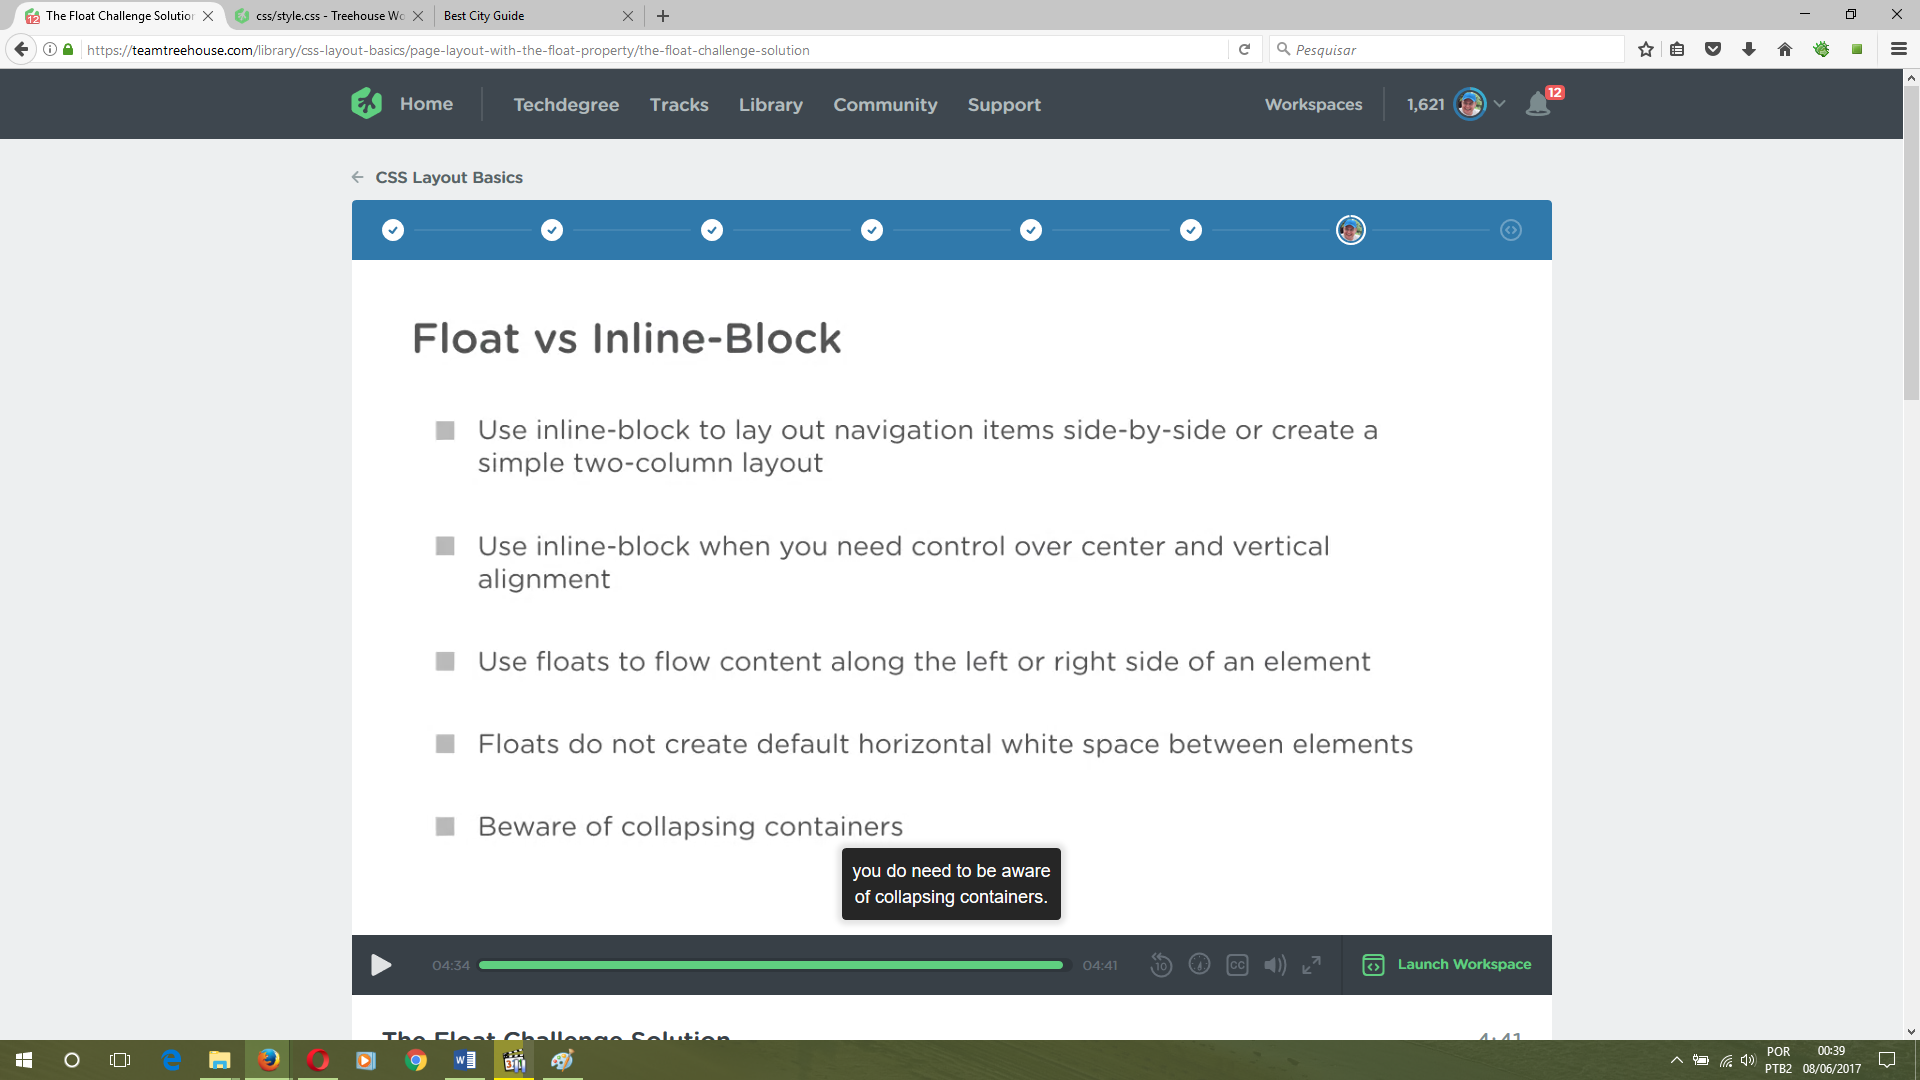 The Float Challenge Solution
css/style.css - Treehouse Wo
Best City Guide
https://teamtreehouse.com/library/css-layout-basics/page-layout-with-the-float-property/the-float-challenge-solution
Pesquisar
Home
Techdegree
Tracks
Library
Community
Support
Workspaces
1,621
12
CSS Layout Basics
Float vs Inline-Block
Use inline-block to lay out navigation items side-by-side or create a
simple two-column layout
Use inline-block when you need control over center and vertical
alignment
Use floats to flow content along the left or right side of an element
Floats do not create default horizontal white space between elements
Beware of collapsing containers
you do need to be aware
of collapsing containers.
04:34
04:41
10
CC
Launch Workspace
The Float Challenge Solution
4:41
POR
PTB2
00:39
08/06/2017